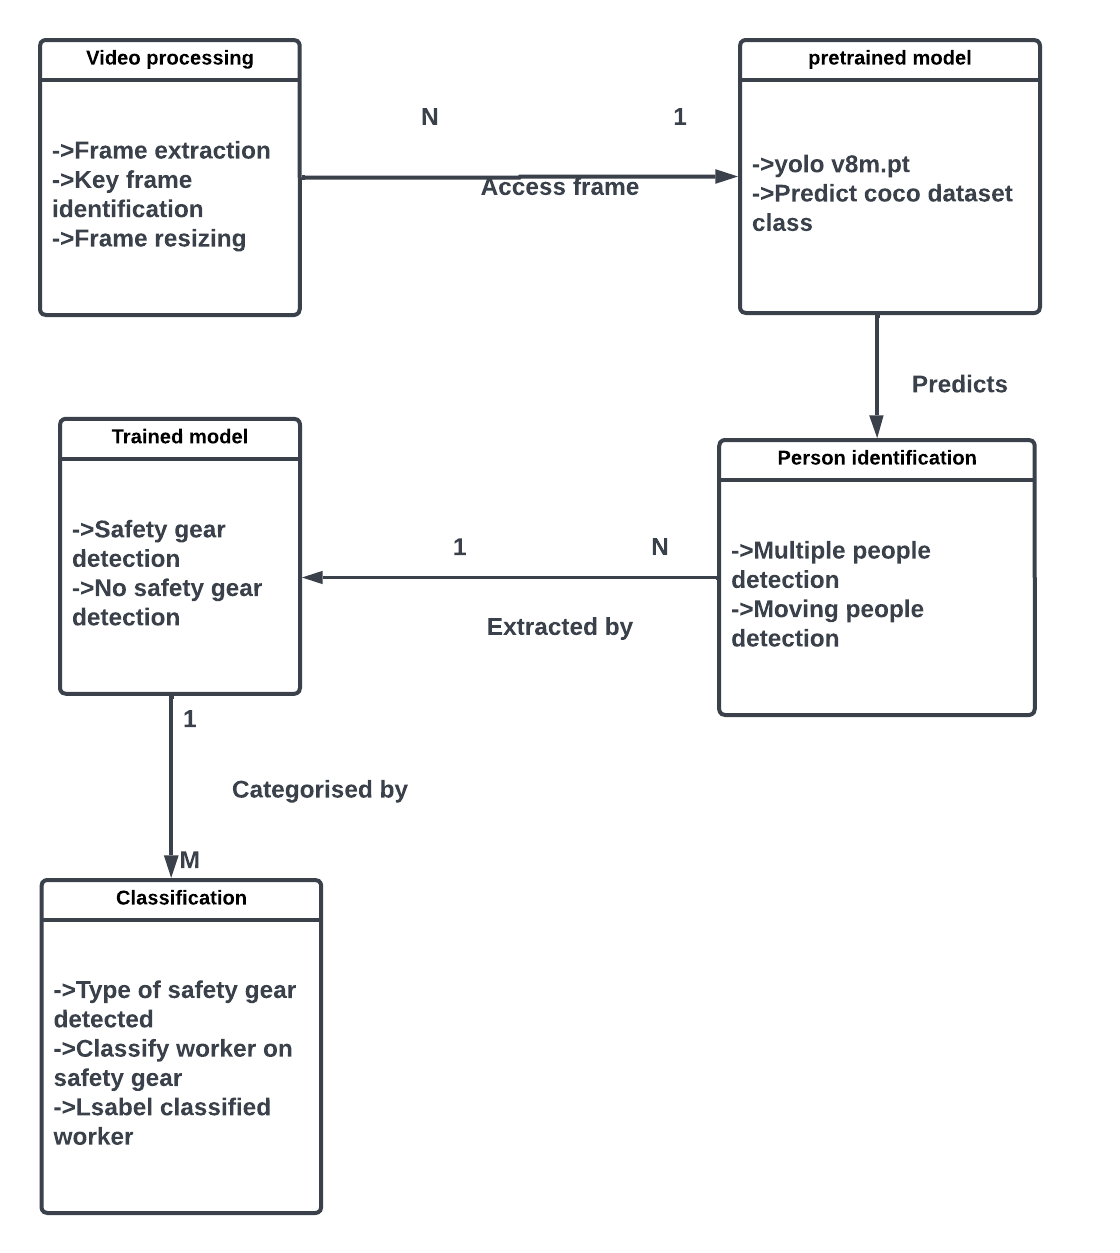 Video processing
->Frame extraction
->Key frame
identification
->Frame resizing
N
1
Access frame
pretrained model
->yolo v8m.pt
->Predict coco dataset
class
Predicts
Person identification
->Multiple people
detection
->Moving people
detection
N
1
Extracted by
Trained model
->Safety gear
detection
->No safety gear
detection
1
Categorised by
M
Classification
->Type of safety gear
detected
->Classify worker on
safety gear
->Lsabel classified
worker